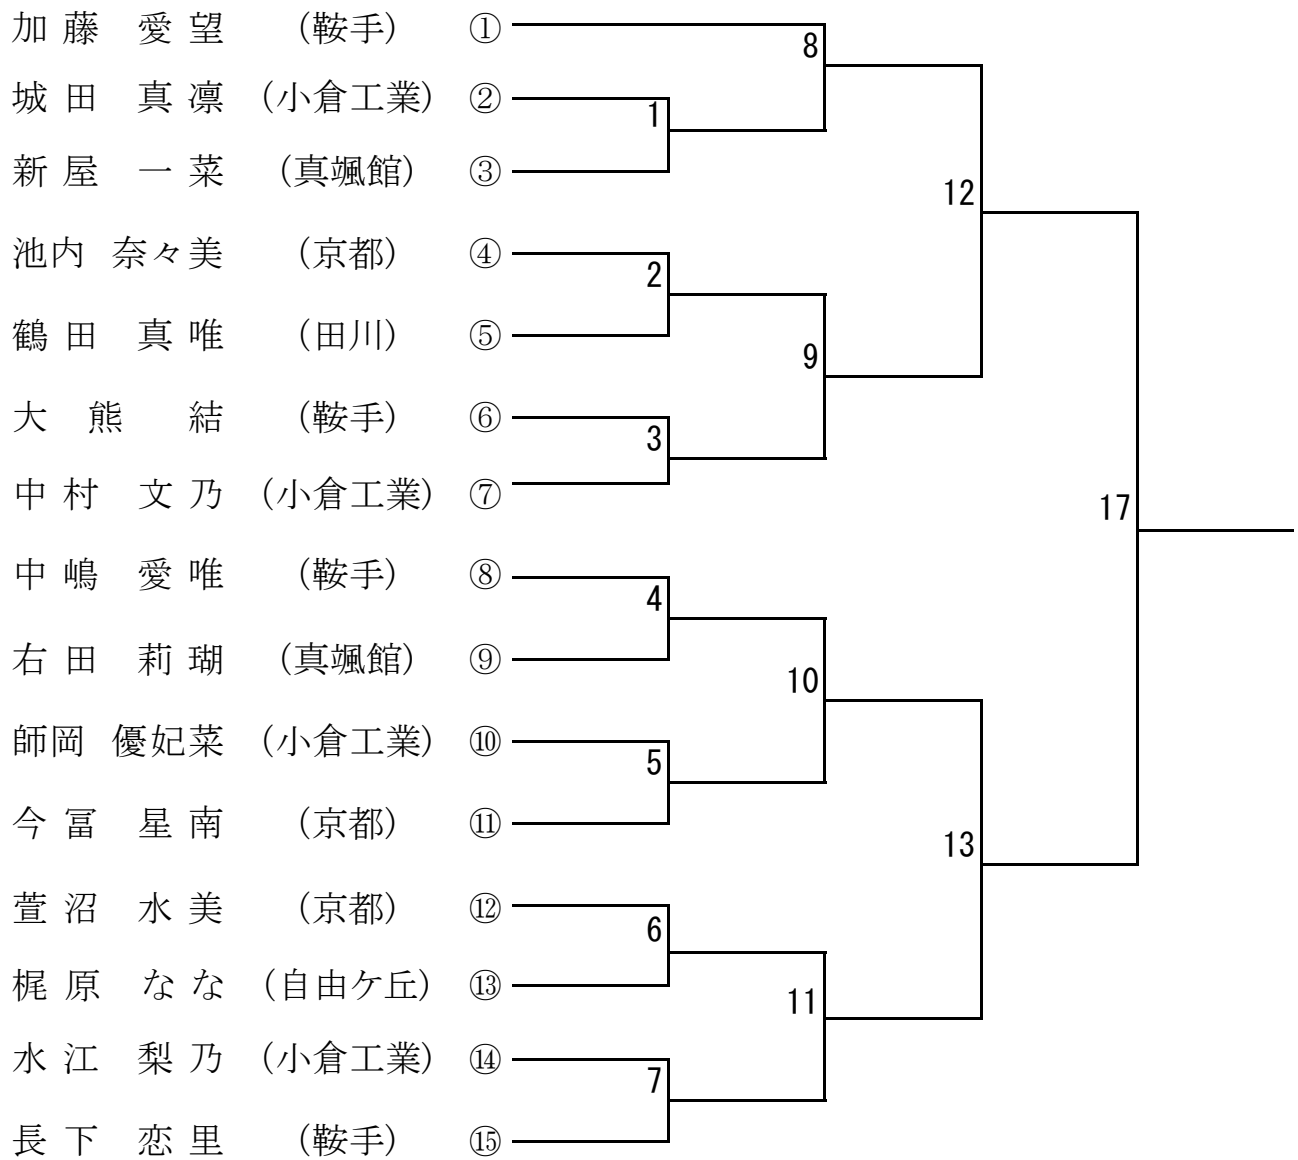 加藤 愛望 (鞍手) ①
8
城田 真凛 (小倉工業) ②
1
新屋 一菜 (真颯館) ③
12
池内 奈々美 (京都) ④
2
鶴田 真唯 (田川) ⑤
9
大熊 結 (鞍手) ⑥
3
中村 文乃 (小倉工業) ⑦
17
中嶋 愛唯 (鞍手) ⑧
4
右田 莉瑚 (真颯館) ⑨
10
師岡 優妃菜 (小倉工業) ⑩
5
今冨 星南 (京都) ⑪
13
萱沼 水美 (京都) ⑫
6
梶原 なな (自由ケ丘) ⑬
11
水江 梨乃 (小倉工業) ⑭
7
長下 恋里 (鞍手) ⑮